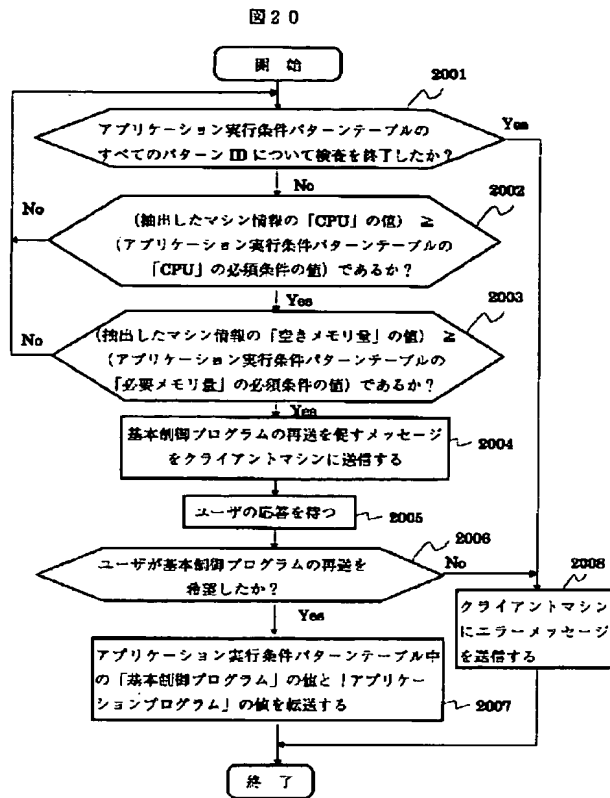 図20
開 始
2001
アプリケーション実行条件パターンテーブルの
すべてのパターンIDについて検査を終了したか?
Yes
No
2002
No
(抽出したマシン情報の「CPU」の値) ≧
(アプリケーション実行条件パターンテーブルの
「CPU」の必須条件の値)であるか?
Yes
2003
No
(抽出したマシン情報の「空きメモリ量」の値) ≧
(アプリケーション実行条件パターンテーブルの
「必要メモリ量」の必須条件の値)であるか?
Yes
基本制御プログラムの再送を促すメッセージ
をクライアントマシンに送信する
2004
ユーザの応答を待つ
2005
2006
ユーザが基本制御プログラムの再送を
希望したか?
No
Yes
2008
クライアントマシン
にエラーメッセージ
を送信する
アプリケーション実行条件パターンテーブル中
の「基本制御プログラム」の値と「アプリケー
ションプログラム」の値を転送する
2007
終 了